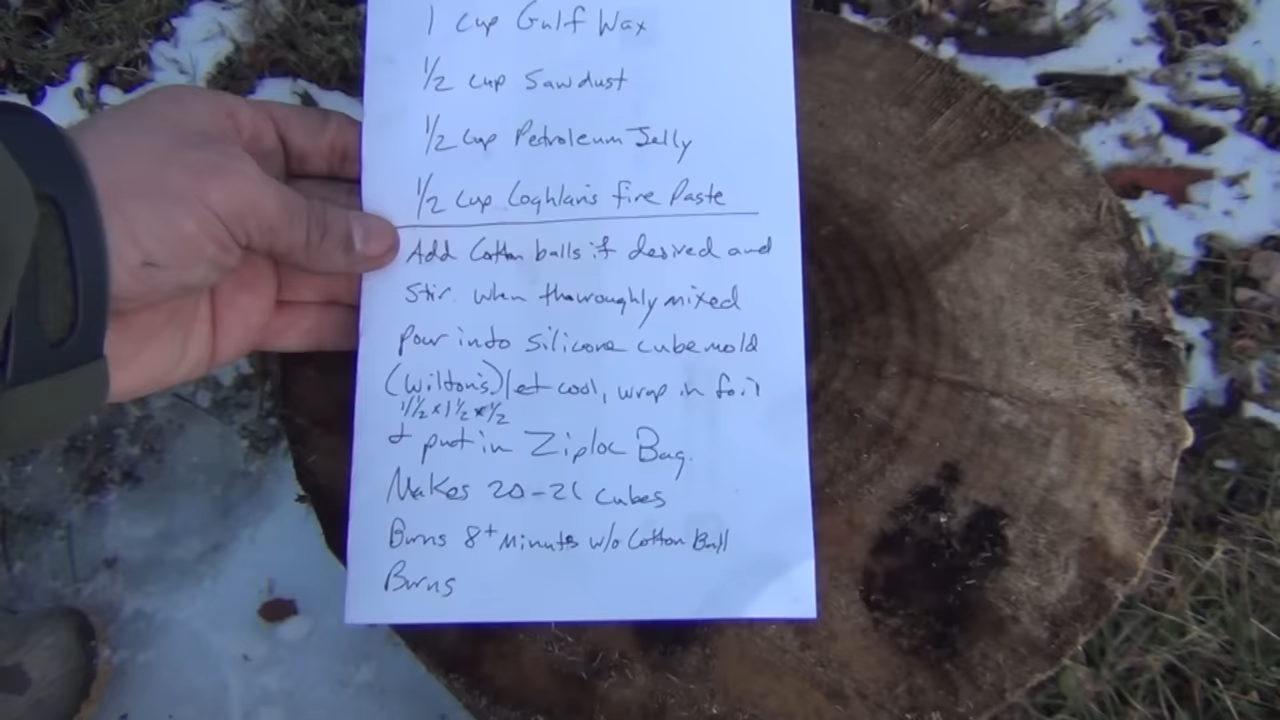 1 Cup Gulf Wax
1/2 cup Sawdust
1/2 cup Petroleum Jelly
1/2 cup Coghlan's fire Paste
Add Cotton balls if desired and
Stir. when thoroughly mixed
pour into silicone cube mold
(Wilton's) let cool, wrap in foil
1 1/2 x 1 1/2 x 1/2
& put in Ziploc Bag.
Makes 20-21 cubes
Burns 8+ Minutes w/o Cotton Ball
Burns